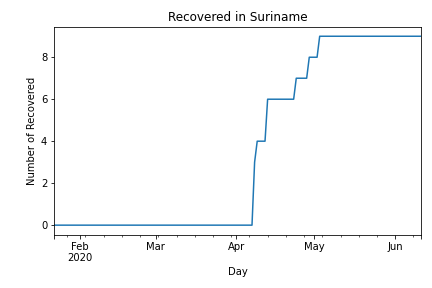 Recovered in Suriname
Number of Recovered
8
6
4
2
0
Feb
2020
Mar
Apr
May
Jun
Day